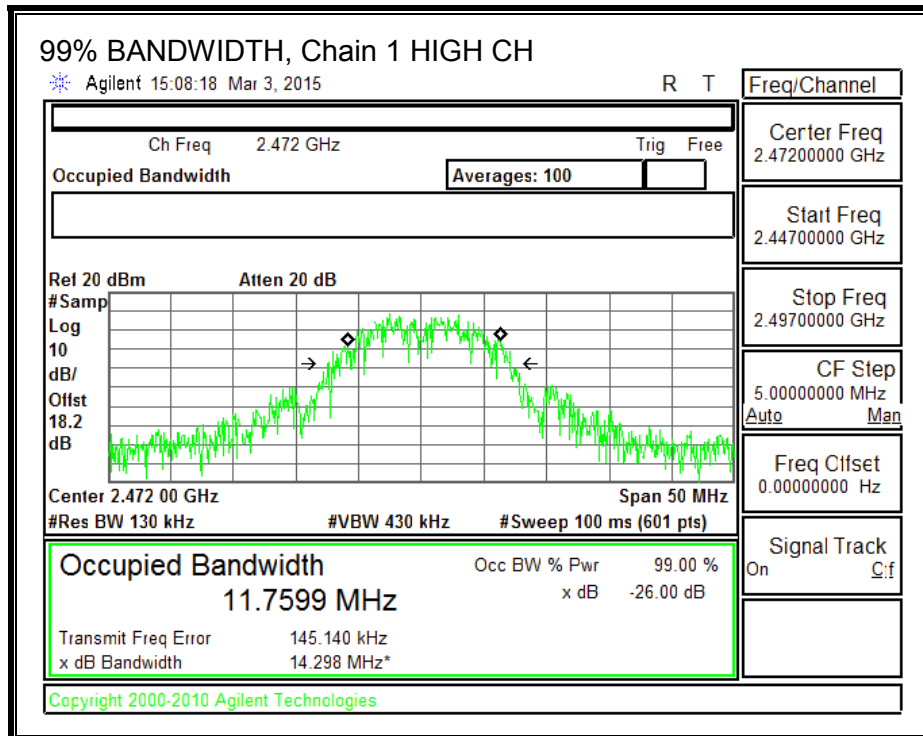 99% BANDWIDTH, Chain 1 HIGH CH
Agilent 15:08:18 Mar 3, 2015 R T
Freq/Channel
Ch Freq 2.472 GHz Trig Free
Occupied Bandwidth Averages: 100
Center Freq
2.47200000 GHz
Start Freq
2.44700000 GHz
Stop Freq
2.49700000 GHz
CF Step
5.00000000 MHz
Auto Man
Freq Offset
0.00000000 Hz
Signal Track
On Off
Ref 20 dBm Atten 20 dB
#Samp
Log
10
dB/
Offst
18.2
dB
Center 2.472 00 GHz Span 50 MHz
#Res BW 130 kHz #VBW 430 kHz #Sweep 100 ms (601 pts)
Occupied Bandwidth
11.7599 MHz
Occ BW % Pwr 99.00 %
x dB -26.00 dB
Transmit Freq Error 145.140 kHz
x dB Bandwidth 14.298 MHz*
Copyright 2000-2010 Agilent Technologies